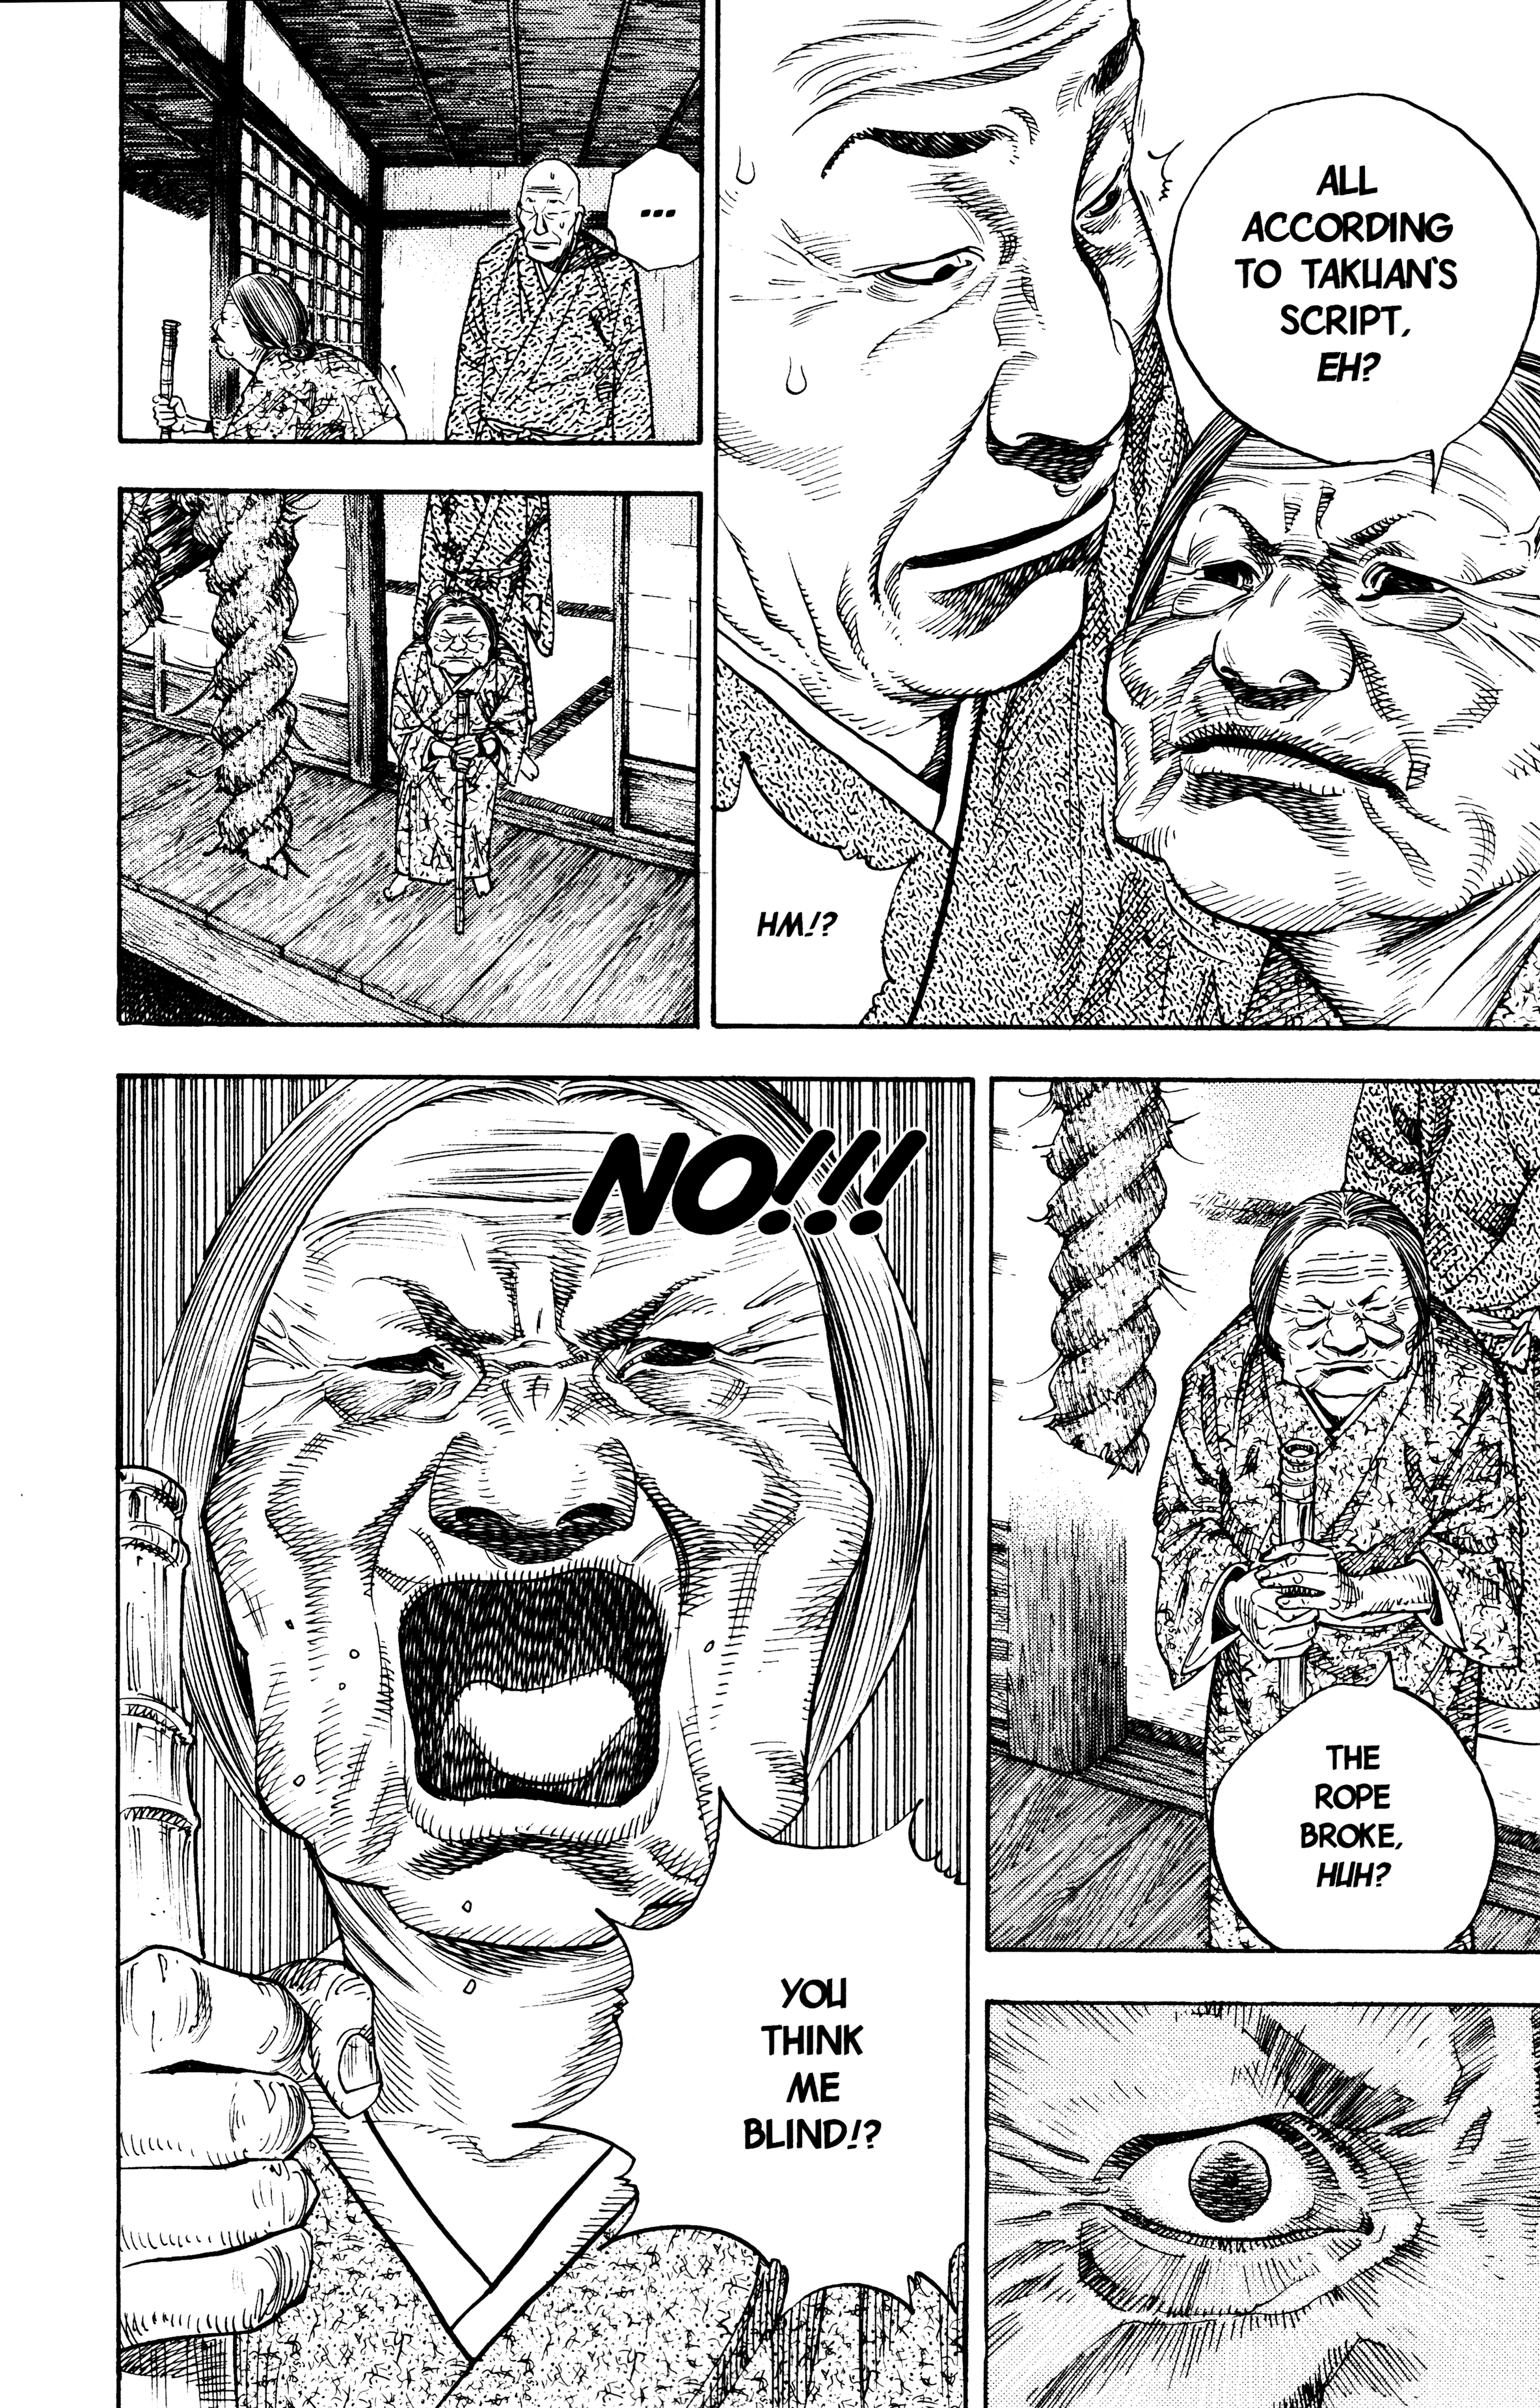 ALL
ACCORDING
TO TAKUAN'S
SCRIPT,
EH?
HM!?
...
THE
ROPE
BROKE,
HUH?
NO!!!
YOU
THINK
ME
BLIND!?